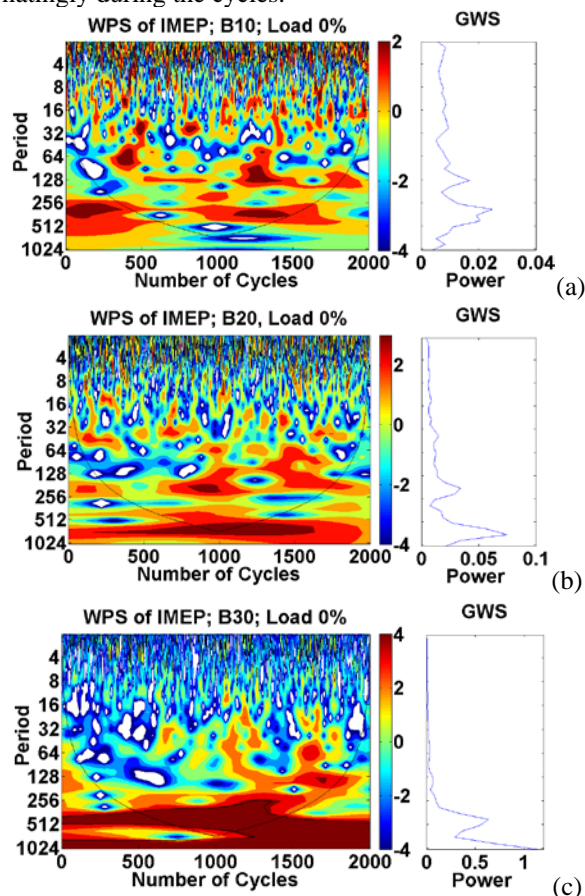 matingly during the cycles.
WPS of IMEP; B10; Load 0%
GWS
4
8
16
32
64
128
256
512
1024
Period
0 500 1000 1500 2000
Number of Cycles
2
0
-2
-4
0 0.02 0.04
Power
(a)
WPS of IMEP; B20, Load 0%
GWS
4
8
16
32
64
128
256
512
1024
Period
0 500 1000 1500 2000
Number of Cycles
2
0
-2
-4
0 0.05 0.1
Power
(b)
WPS of IMEP; B30; Load 0%
GWS
4
8
16
32
64
128
256
512
1024
Period
0 500 1000 1500 2000
Number of Cycles
4
2
0
-2
-4
0 0.5 1
Power
(c)